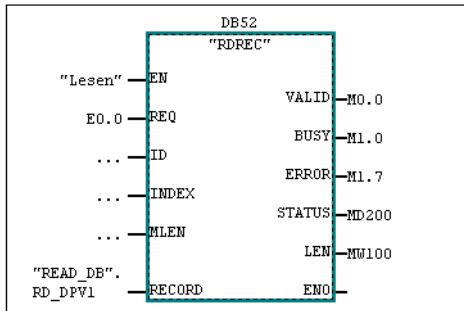 DB52
"RDREC"
"Lesen" EN
VALID M0.0
E0.0 REQ
BUSY M1.0
... ID
ERROR M1.7
... INDEX
STATUS MD200
... MLEN
LEN MW100
"READ_DB".
RD_DPV1 RECORD ENO